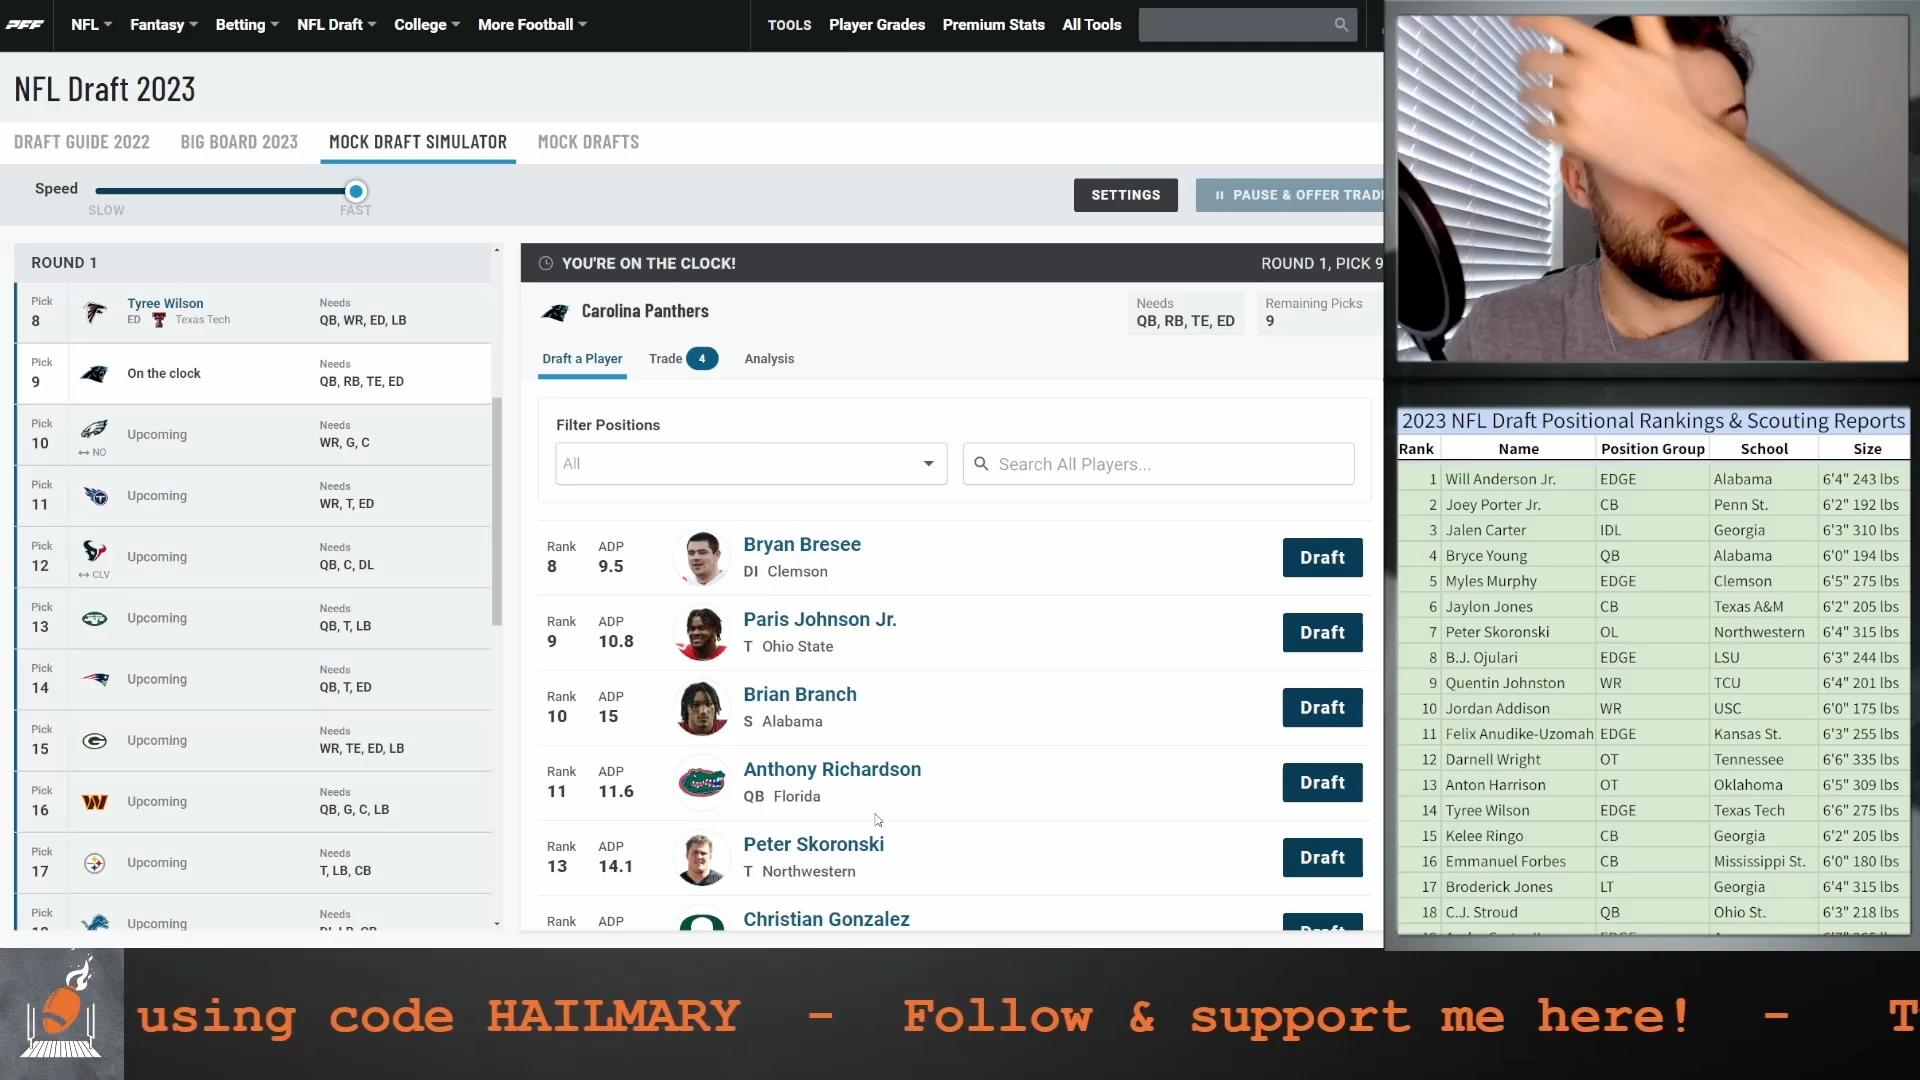 PFF NFL Fantasy Betting NFL Draft College More Football TOOLS Player Grades Premium Stats All Tools
NFL Draft 2023
DRAFT GUIDE 2022 BIG BOARD 2023 MOCK DRAFT SIMULATOR MOCK DRAFTS
Speed
SLOW FAST
SETTINGS
PAUSE & OFFER TRAD
ROUND 1
Pick 8 Tyree Wilson Needs
ED Texas Tech QB, WR, ED, LB
Pick 9 On the clock Needs
QB, RB, TE, ED
Pick 10 Upcoming Needs
↔ NO WR, G, C
Pick 11 Upcoming Needs
WR, T, ED
Pick 12 Upcoming Needs
↔ CLV QB, C, DL
Pick 13 Upcoming Needs
QB, T, LB
Pick 14 Upcoming Needs
QB, T, ED
Pick 15 Upcoming Needs
WR, TE, ED, LB
Pick 16 Upcoming Needs
QB, G, C, LB
Pick 17 Upcoming Needs
T, LB, CB
Pick Upcoming Needs
YOU'RE ON THE CLOCK! ROUND 1, PICK 9
Carolina Panthers
Needs
QB, RB, TE, ED
Remaining Picks
9
Draft a Player Trade 4 Analysis
Filter Positions
All
Search All Players...
Rank ADP Bryan Bresee Draft
8 9.5 DI Clemson
Rank ADP Paris Johnson Jr. Draft
9 10.8 T Ohio State
Rank ADP Brian Branch Draft
10 15 S Alabama
Rank ADP Anthony Richardson Draft
11 11.6 QB Florida
Rank ADP Peter Skoronski Draft
13 14.1 T Northwestern
Rank ADP Christian Gonzalez Draft
2023 NFL Draft Positional Rankings & Scouting Reports
Rank Name Position Group School Size
1 Will Anderson Jr. EDGE Alabama 6'4" 243 lbs
2 Joey Porter Jr. CB Penn St. 6'2" 192 lbs
3 Jalen Carter IDL Georgia 6'3" 310 lbs
4 Bryce Young QB Alabama 6'0" 194 lbs
5 Myles Murphy EDGE Clemson 6'5" 275 lbs
6 Jaylon Jones CB Texas A&M 6'2" 205 lbs
7 Peter Skoronski OL Northwestern 6'4" 315 lbs
8 B.J. Ojulari EDGE LSU 6'3" 244 lbs
9 Quentin Johnston WR TCU 6'4" 201 lbs
10 Jordan Addison WR USC 6'0" 175 lbs
11 Felix Anudike-Uzomah EDGE Kansas St. 6'3" 255 lbs
12 Darnell Wright OT Tennessee 6'6" 335 lbs
13 Anton Harrison OT Oklahoma 6'5" 309 lbs
14 Tyree Wilson EDGE Texas Tech 6'6" 275 lbs
15 Kelee Ringo CB Georgia 6'2" 205 lbs
16 Emmanuel Forbes CB Mississippi St. 6'0" 180 lbs
17 Broderick Jones LT Georgia 6'4" 315 lbs
18 C.J. Stroud QB Ohio St. 6'3" 218 lbs
using code HAILMARY - Follow & support me here! - T